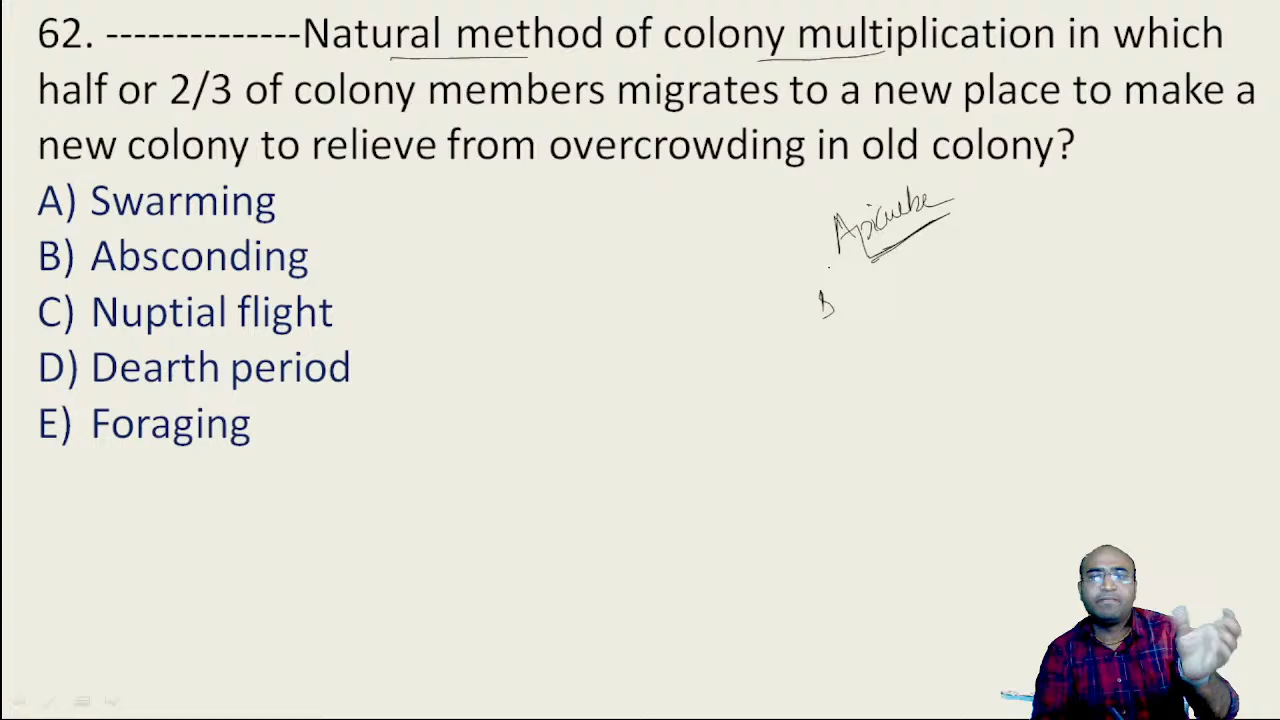 62. --------------Natural method of colony multiplication in which
half or 2/3 of colony members migrates to a new place to make a
new colony to relieve from overcrowding in old colony?
A) Swarming
B) Absconding
C) Nuptial flight
D) Dearth period
E) Foraging